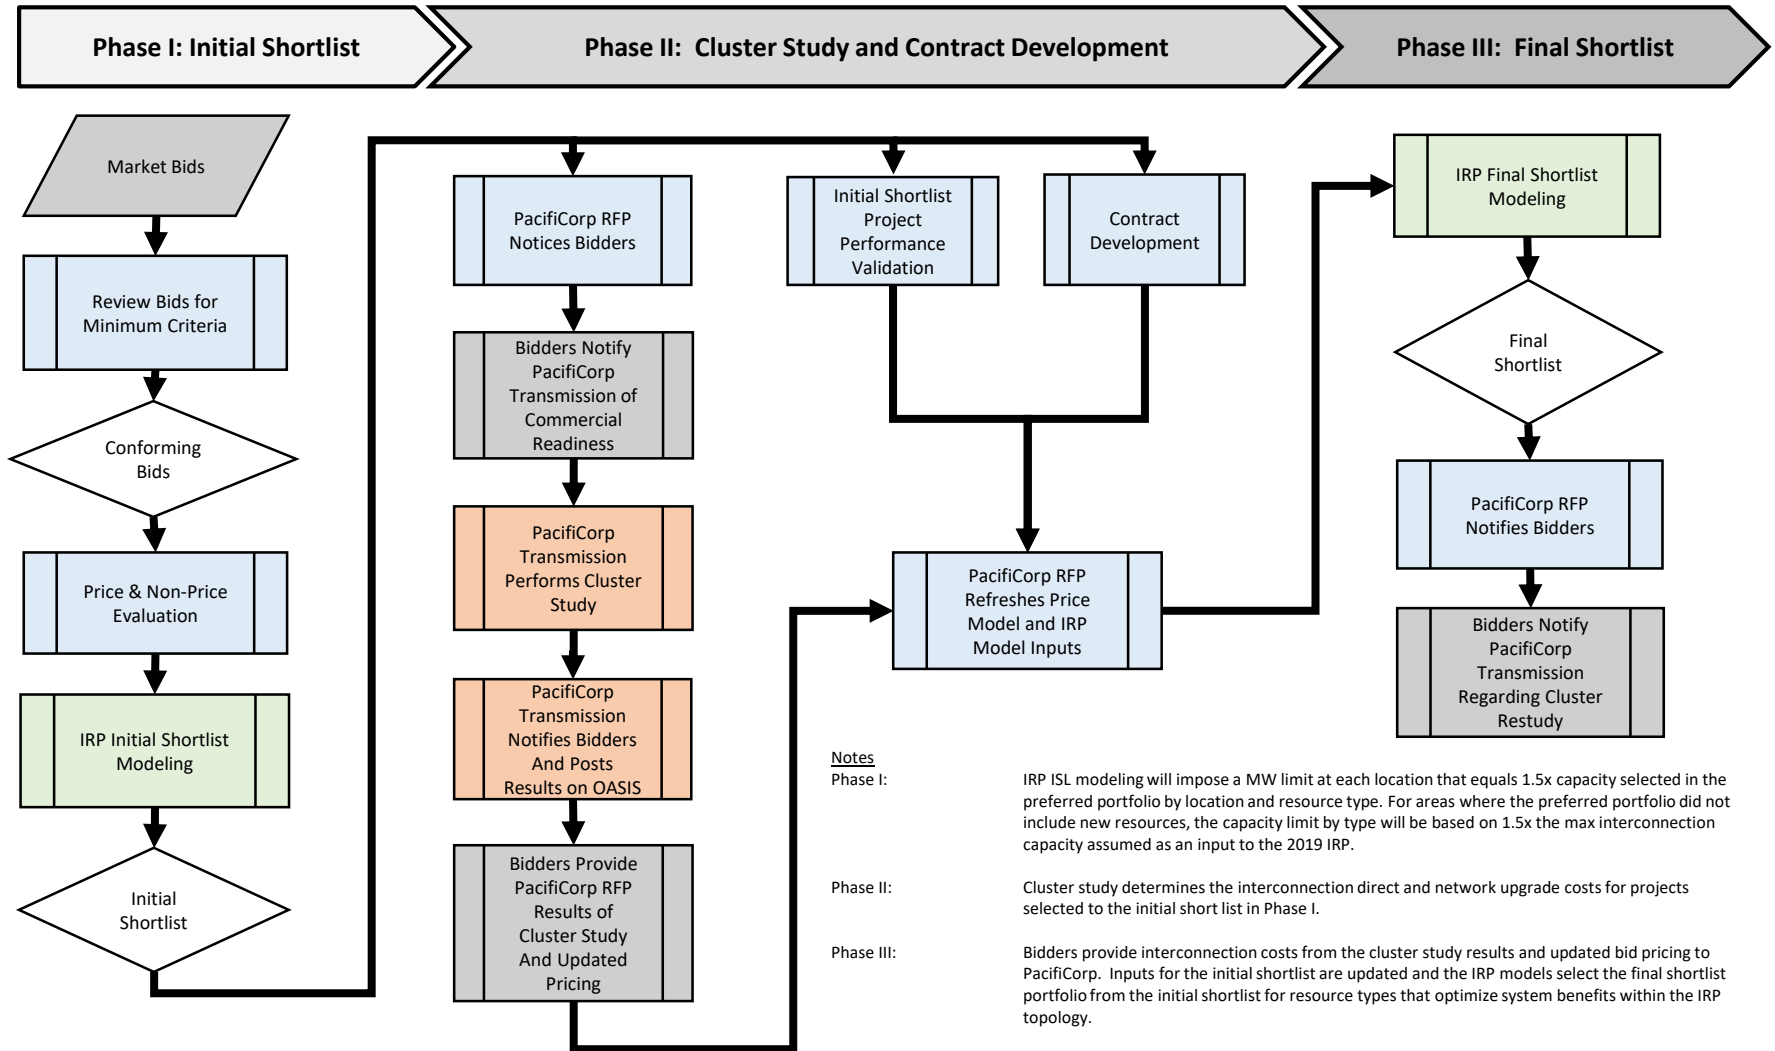 Phase I: Initial Shortlist
Phase II:  Cluster Study and Contract Development
Phase III:  Final Shortlist
Market Bids
Review Bids for
Minimum Criteria
Conforming
Bids
Price & Non-Price
Evaluation
IRP Initial Shortlist
Modeling
Initial
Shortlist
PacifiCorp RFP
Notices Bidders
Bidders Notify
PacifiCorp
Transmission of
Commercial
Readiness
PacifiCorp
Transmission
Performs Cluster
Study
PacifiCorp
Transmission
Notifies Bidders
And Posts
Results on OASIS
Bidders Provide
PacifiCorp RFP
Results of
Cluster Study
And Updated
Pricing
Initial Shortlist
Project
Performance
Validation
Contract
Development
PacifiCorp RFP
Refreshes Price
Model and IRP
Model Inputs
IRP Final Shortlist
Modeling
Final
Shortlist
PacifiCorp RFP
Notifies Bidders
Bidders Notify
PacifiCorp
Transmission
Regarding Cluster
Restudy
Notes
Phase I: IRP ISL modeling will impose a MW limit at each location that equals 1.5x capacity selected in the
preferred portfolio by location and resource type. For areas where the preferred portfolio did not
include new resources, the capacity limit by type will be based on 1.5x the max interconnection
capacity assumed as an input to the 2019 IRP.
Phase II: Cluster study determines the interconnection direct and network upgrade costs for projects
selected to the initial short list in Phase I.
Phase III: Bidders provide interconnection costs from the cluster study results and updated bid pricing to
PacifiCorp.  Inputs for the initial shortlist are updated and the IRP models select the final shortlist
portfolio from the initial shortlist for resource types that optimize system benefits within the IRP
topology.